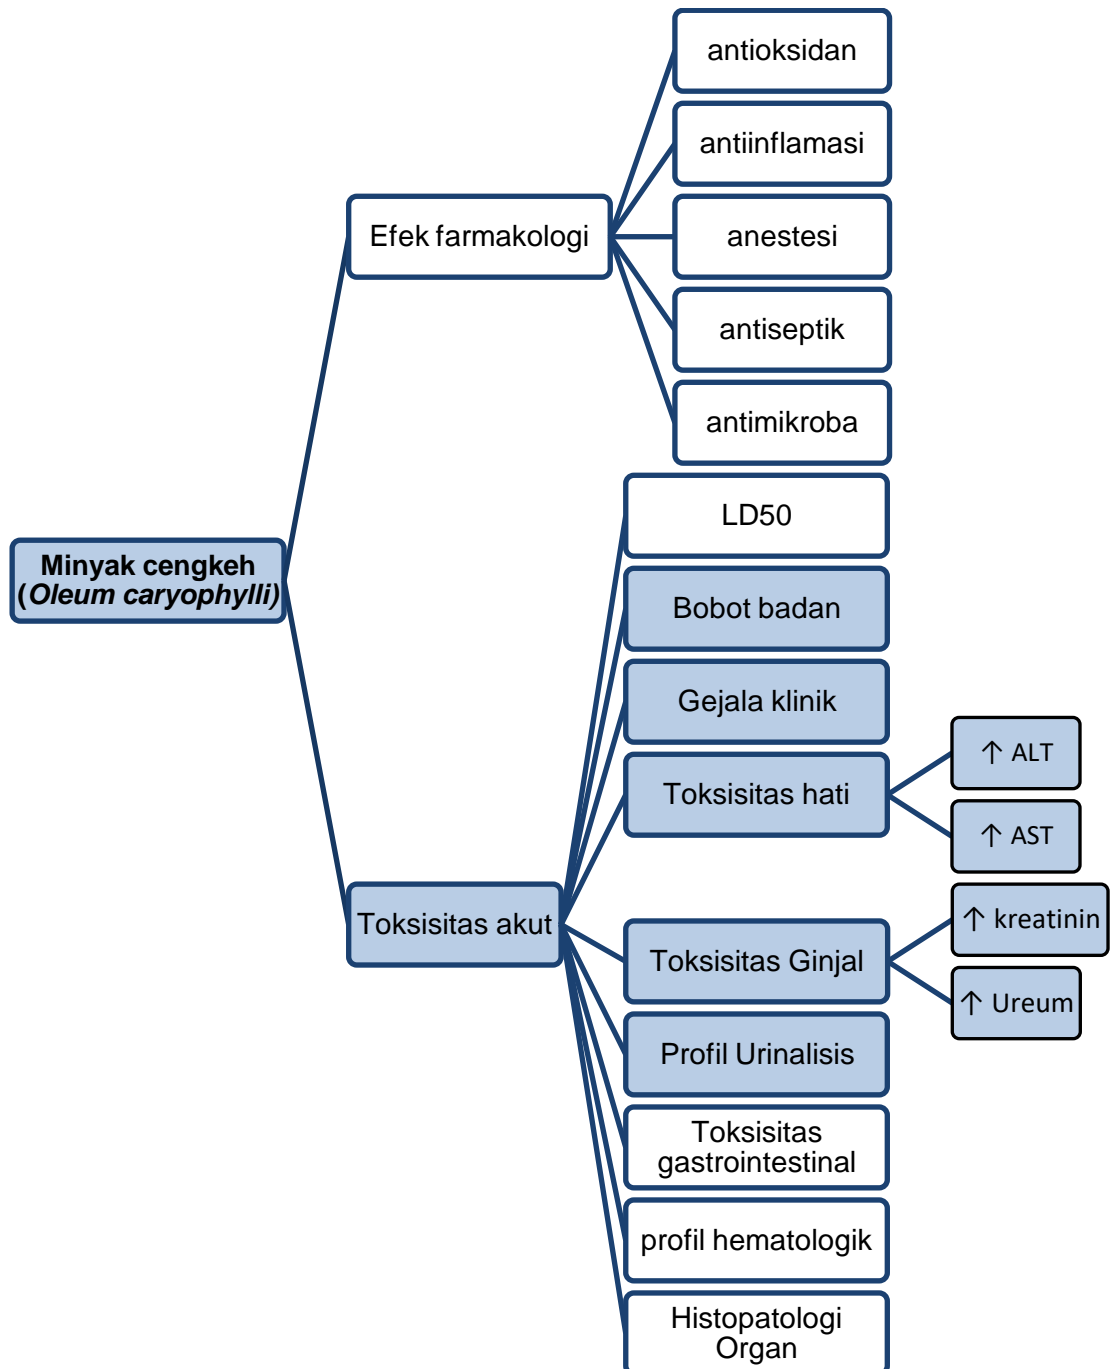 antioksidan
antiinflamasi
Efek farmakologi
anestesi
antiseptik
antimikroba
LD50
Minyak cengkeh
(Oleum caryophylli)
Bobot badan
Gejala klinik
Toksisitas hati
↑ ALT
↑ AST
Toksisitas akut
Toksisitas Ginjal
↑ kreatinin
↑ Ureum
Profil Urinalisis
Toksisitas
gastrointestinal
profil hematologik
Histopatologi
Organ